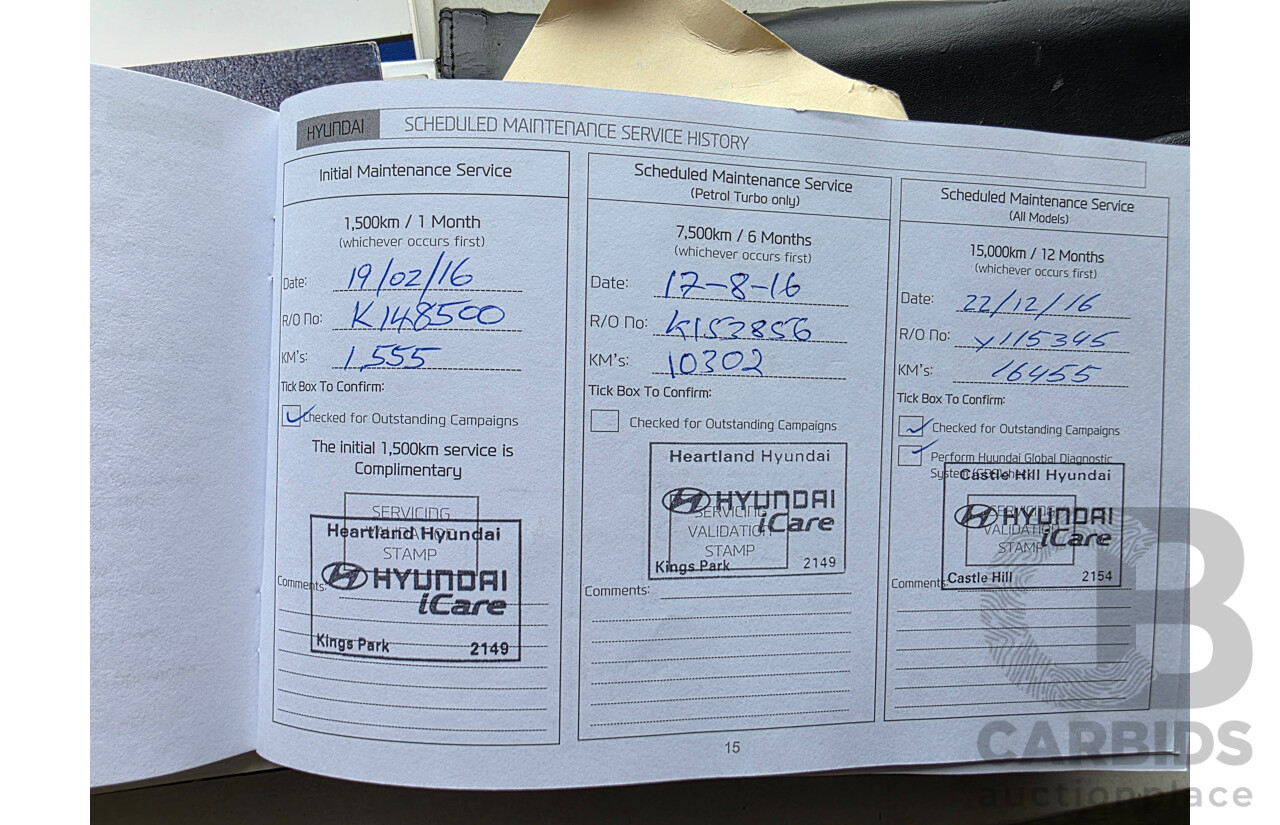 HYUNDAI SCHEDULED MAINTENANCE SERVICE HISTORY
Initial Maintenance Service
1,500km / 1 Month
(whichever occurs first)
Date: 19/02/16
R/O No: K148500
KM's: 1,555
Tick Box To Confirm:
Checked for Outstanding Campaigns
The initial 1,500km service is
Complimentary
SERVICING
VALIDATION
STAMP
Heartland Hyundai
HYUNDAI
iCare
Kings Park 2149
Comments:
Scheduled Maintenance Service
(Petrol Turbo only)
7,500km / 6 Months
(whichever occurs first)
Date: 17-8-16
R/O No: K153856
KM's: 10302
Tick Box To Confirm:
Checked for Outstanding Campaigns
Heartland Hyundai
HYUNDAI
iCare
SERVICING
VALIDATION
STAMP
Kings Park 2149
Comments:
Scheduled Maintenance Service
(All Models)
15,000km / 12 Months
(whichever occurs first)
Date: 22/12/16
R/O No: Y115345
KM's: 16455
Tick Box To Confirm:
Checked for Outstanding Campaigns
Perform Hyundai Global Diagnostic
System
Castle Hill Hyundai
HYUNDAI
iCare
SERVICING
VALIDATION
STAMP
Castle Hill 2154
Comments:
15
B
CARBIDS
auctionplace